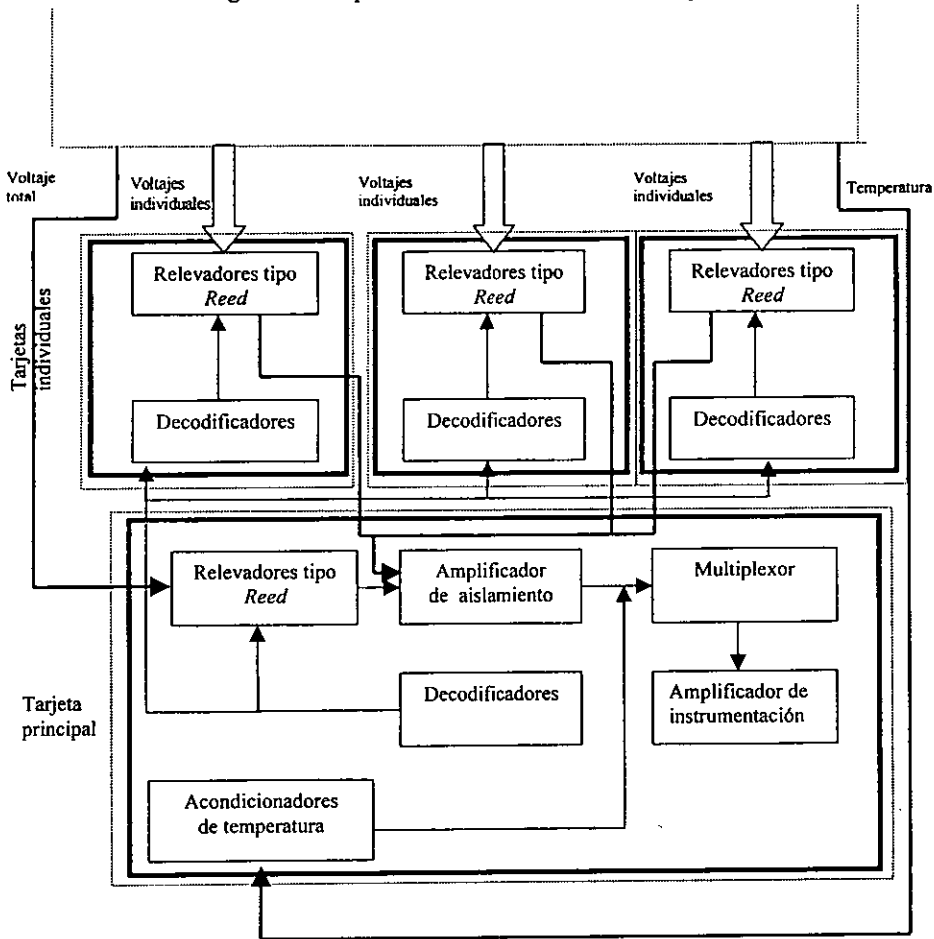 Voltaje
total
Voltajes
individuales
Voltajes
individuales
Voltajes
individuales
Temperatura
Tarjetas
individuales
Relevadores tipo
Reed
Relevadores tipo
Reed
Relevadores tipo
Reed
Decodificadores
Decodificadores
Decodificadores
Relevadores tipo
Reed
Amplificador
de aislamiento
Multiplexor
Tarjeta
principal
Decodificadores
Amplificador de
instrumentación
Acondicionadores
de temperatura